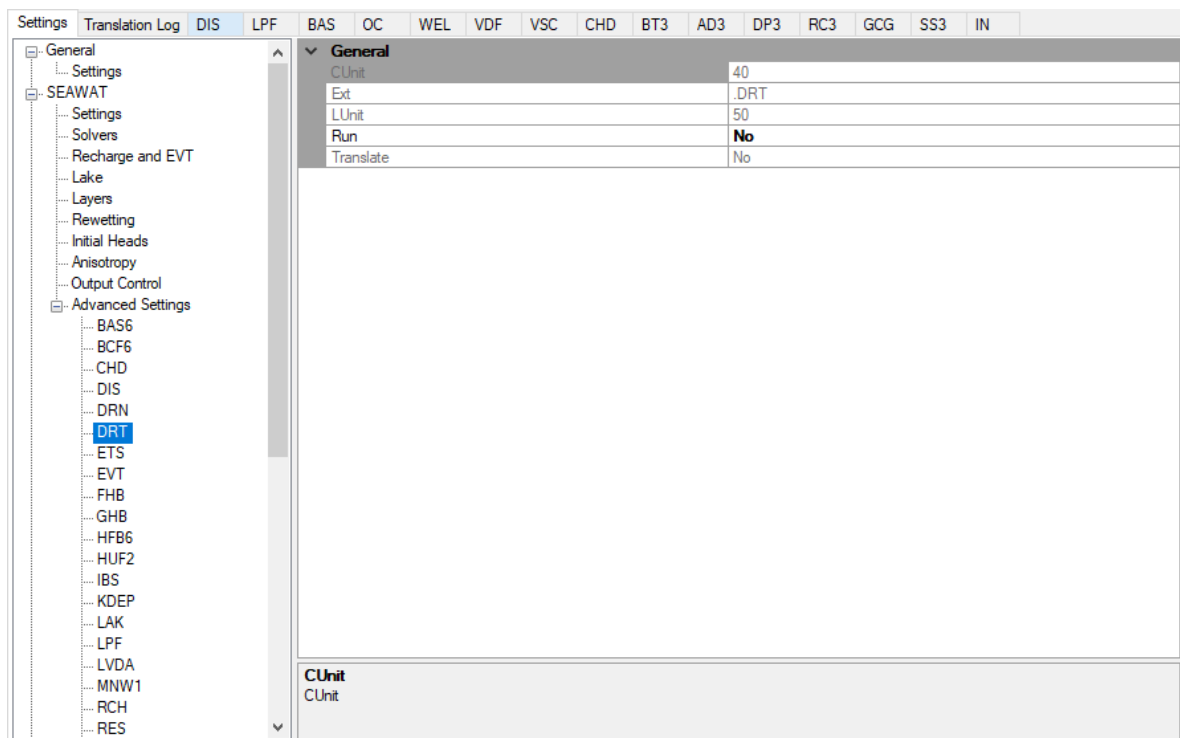 Settings Translation Log DIS LPF BAS OC WEL VDF VSC CHD BT3 AD3 DP3 RC3 GCG SS3 IN
General
Settings
SEAWAT
Settings
Solvers
Recharge and EVT
Lake
Layers
Rewetting
Initial Heads
Anisotropy
Output Control
Advanced Settings
BAS6
BCF6
CHD
DIS
DRN
DRT
ETS
EVT
FHB
GHB
HFB6
HUF2
IBS
KDEP
LAK
LPF
LVDA
MNW1
RCH
RES
General
CUnit 40
Ext .DRT
LUnit 50
Run No
Translate No
CUnit
CUnit